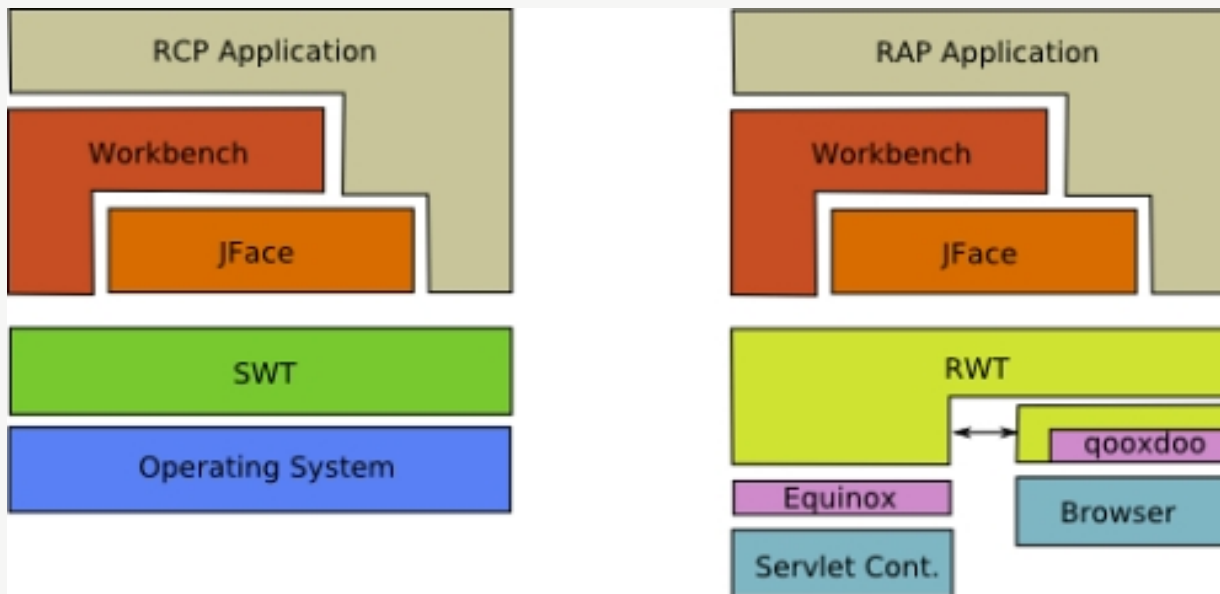 RCP Application
Workbench
JFace
SWT
Operating System
RAP Application
Workbench
JFace
RWT
qooxdoo
Equinox
Browser
Servlet Cont.